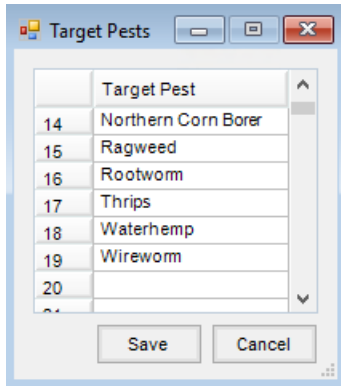 Target Pests
Target Pest
14 Northern Corn Borer
15 Ragweed
16 Rootworm
17 Thrips
18 Waterhemp
19 Wireworm
20
Save Cancel